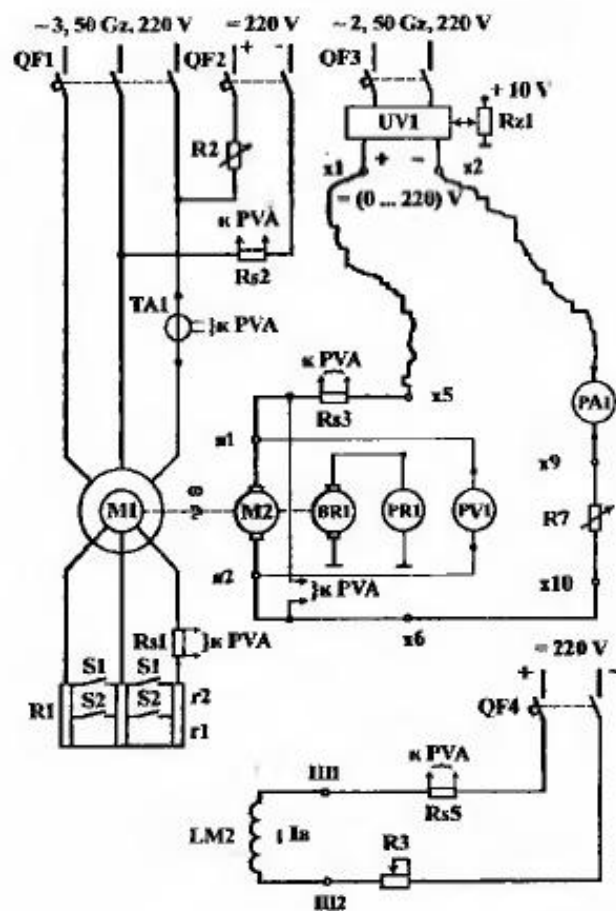 ~3, 50 Gz, 220 V
= 220 V
~2, 50 Gz, 220 V
QF1
QF2
+
-
QF3
+ 10 V
UV1
Rz1
R2
x1
+
−
x2
= (0 ... 220) V
к PVA
Rs2
TA1
}к PVA
к PVA
Rs3
x5
PA1
я1
x9
M1
M2
BR1
PR1
PV1
R7
я2
}к PVA
x10
x6
Rs1
}к PVA
S1
S1
r2
R1
S2
S2
r1
= 220 V
+
−
QF4
к PVA
Ш1
Rs5
LM2
Iв
R3
Ш2